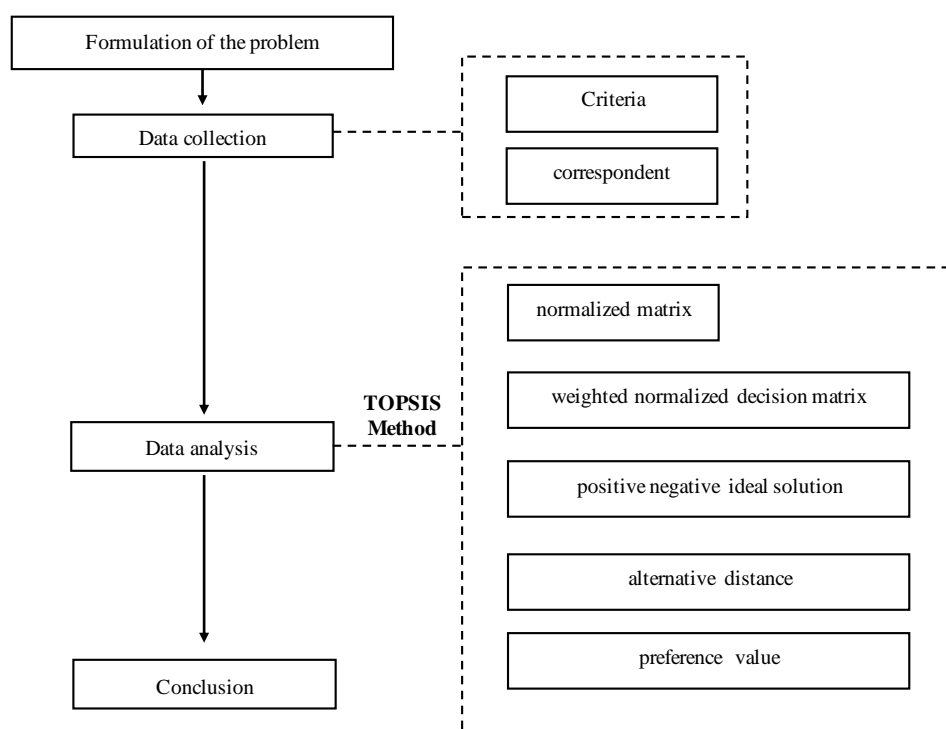 Formulation of the problem
Criteria
Data collection
correspondent
normalized matrix
weighted normalized decision matrix
TOPSIS
Method
Data analysis
positive negative ideal solution
alternative distance
preference value
Conclusion